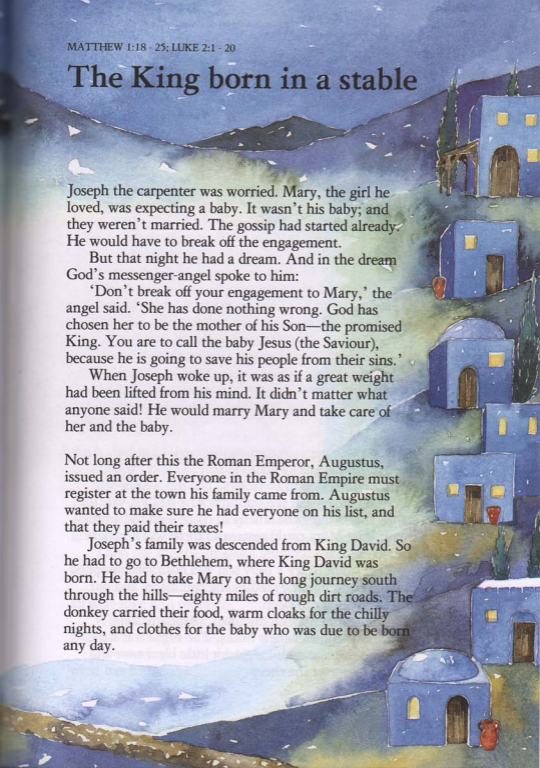 MATTHEW 1:18 - 25; LUKE 2:1 - 20
The King born in a stable
Joseph the carpenter was worried. Mary, the girl he
loved, was expecting a baby. It wasn't his baby; and
they weren't married. The gossip had started already.
He would have to break off the engagement.
But that night he had a dream. And in the dream
God's messenger-angel spoke to him:
‘Don't break off your engagement to Mary,’ the
angel said. ‘She has done nothing wrong. God has
chosen her to be the mother of his Son—the promised
King. You are to call the baby Jesus (the Saviour),
because he is going to save his people from their sins.’
When Joseph woke up, it was as if a great weight
had been lifted from his mind. It didn't matter what
anyone said! He would marry Mary and take care of
her and the baby.
Not long after this the Roman Emperor, Augustus,
issued an order. Everyone in the Roman Empire must
register at the town his family came from. Augustus
wanted to make sure he had everyone on his list, and
that they paid their taxes!
Joseph's family was descended from King David. So
he had to go to Bethlehem, where King David was
born. He had to take Mary on the long journey south
through the hills—eighty miles of rough dirt roads. The
donkey carried their food, warm cloaks for the chilly
nights, and clothes for the baby who was due to be born
any day.